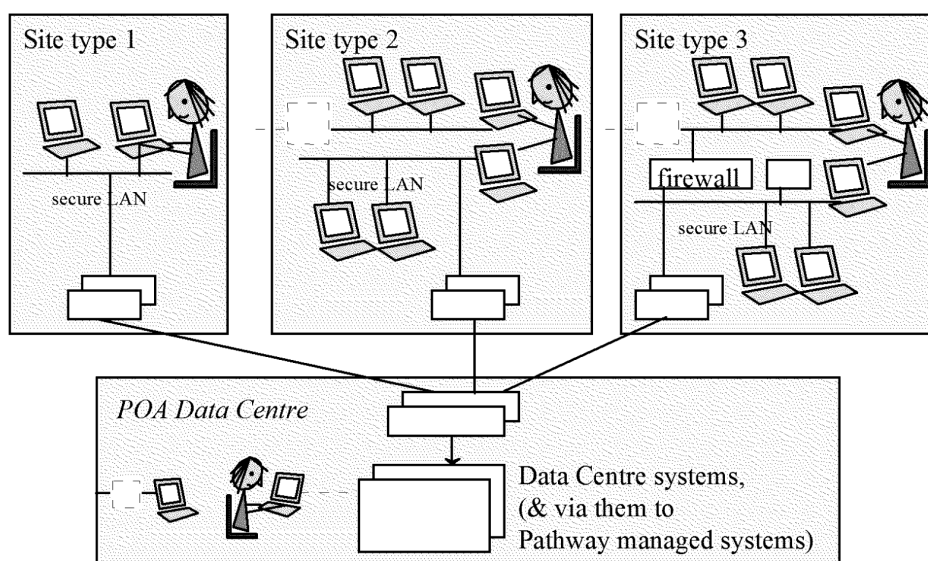 Site type 1
Site type 2
Site type 3
firewall
secure LAN
secure LAN
secure LAN
POA Data Centre
Data Centre systems,
(& via them to
Pathway managed systems)